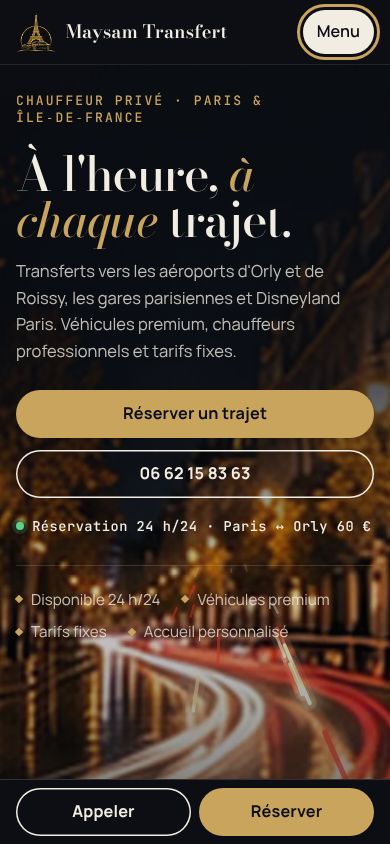 Maysam Transfert
Menu
CHAUFFEUR PRIVÉ · PARIS &
ÎLE-DE-FRANCE
À l'heure, à
chaque trajet.
Transferts vers les aéroports d'Orly et de
Roissy, les gares parisiennes et Disneyland
Paris. Véhicules premium, chauffeurs
professionnels et tarifs fixes.
Réserver un trajet
06 62 15 83 63
Réservation 24 h/24 · Paris ↔ Orly 60 €
Disponible 24 h/24
Véhicules premium
Tarifs fixes
Accueil personnalisé
Appeler
Réserver